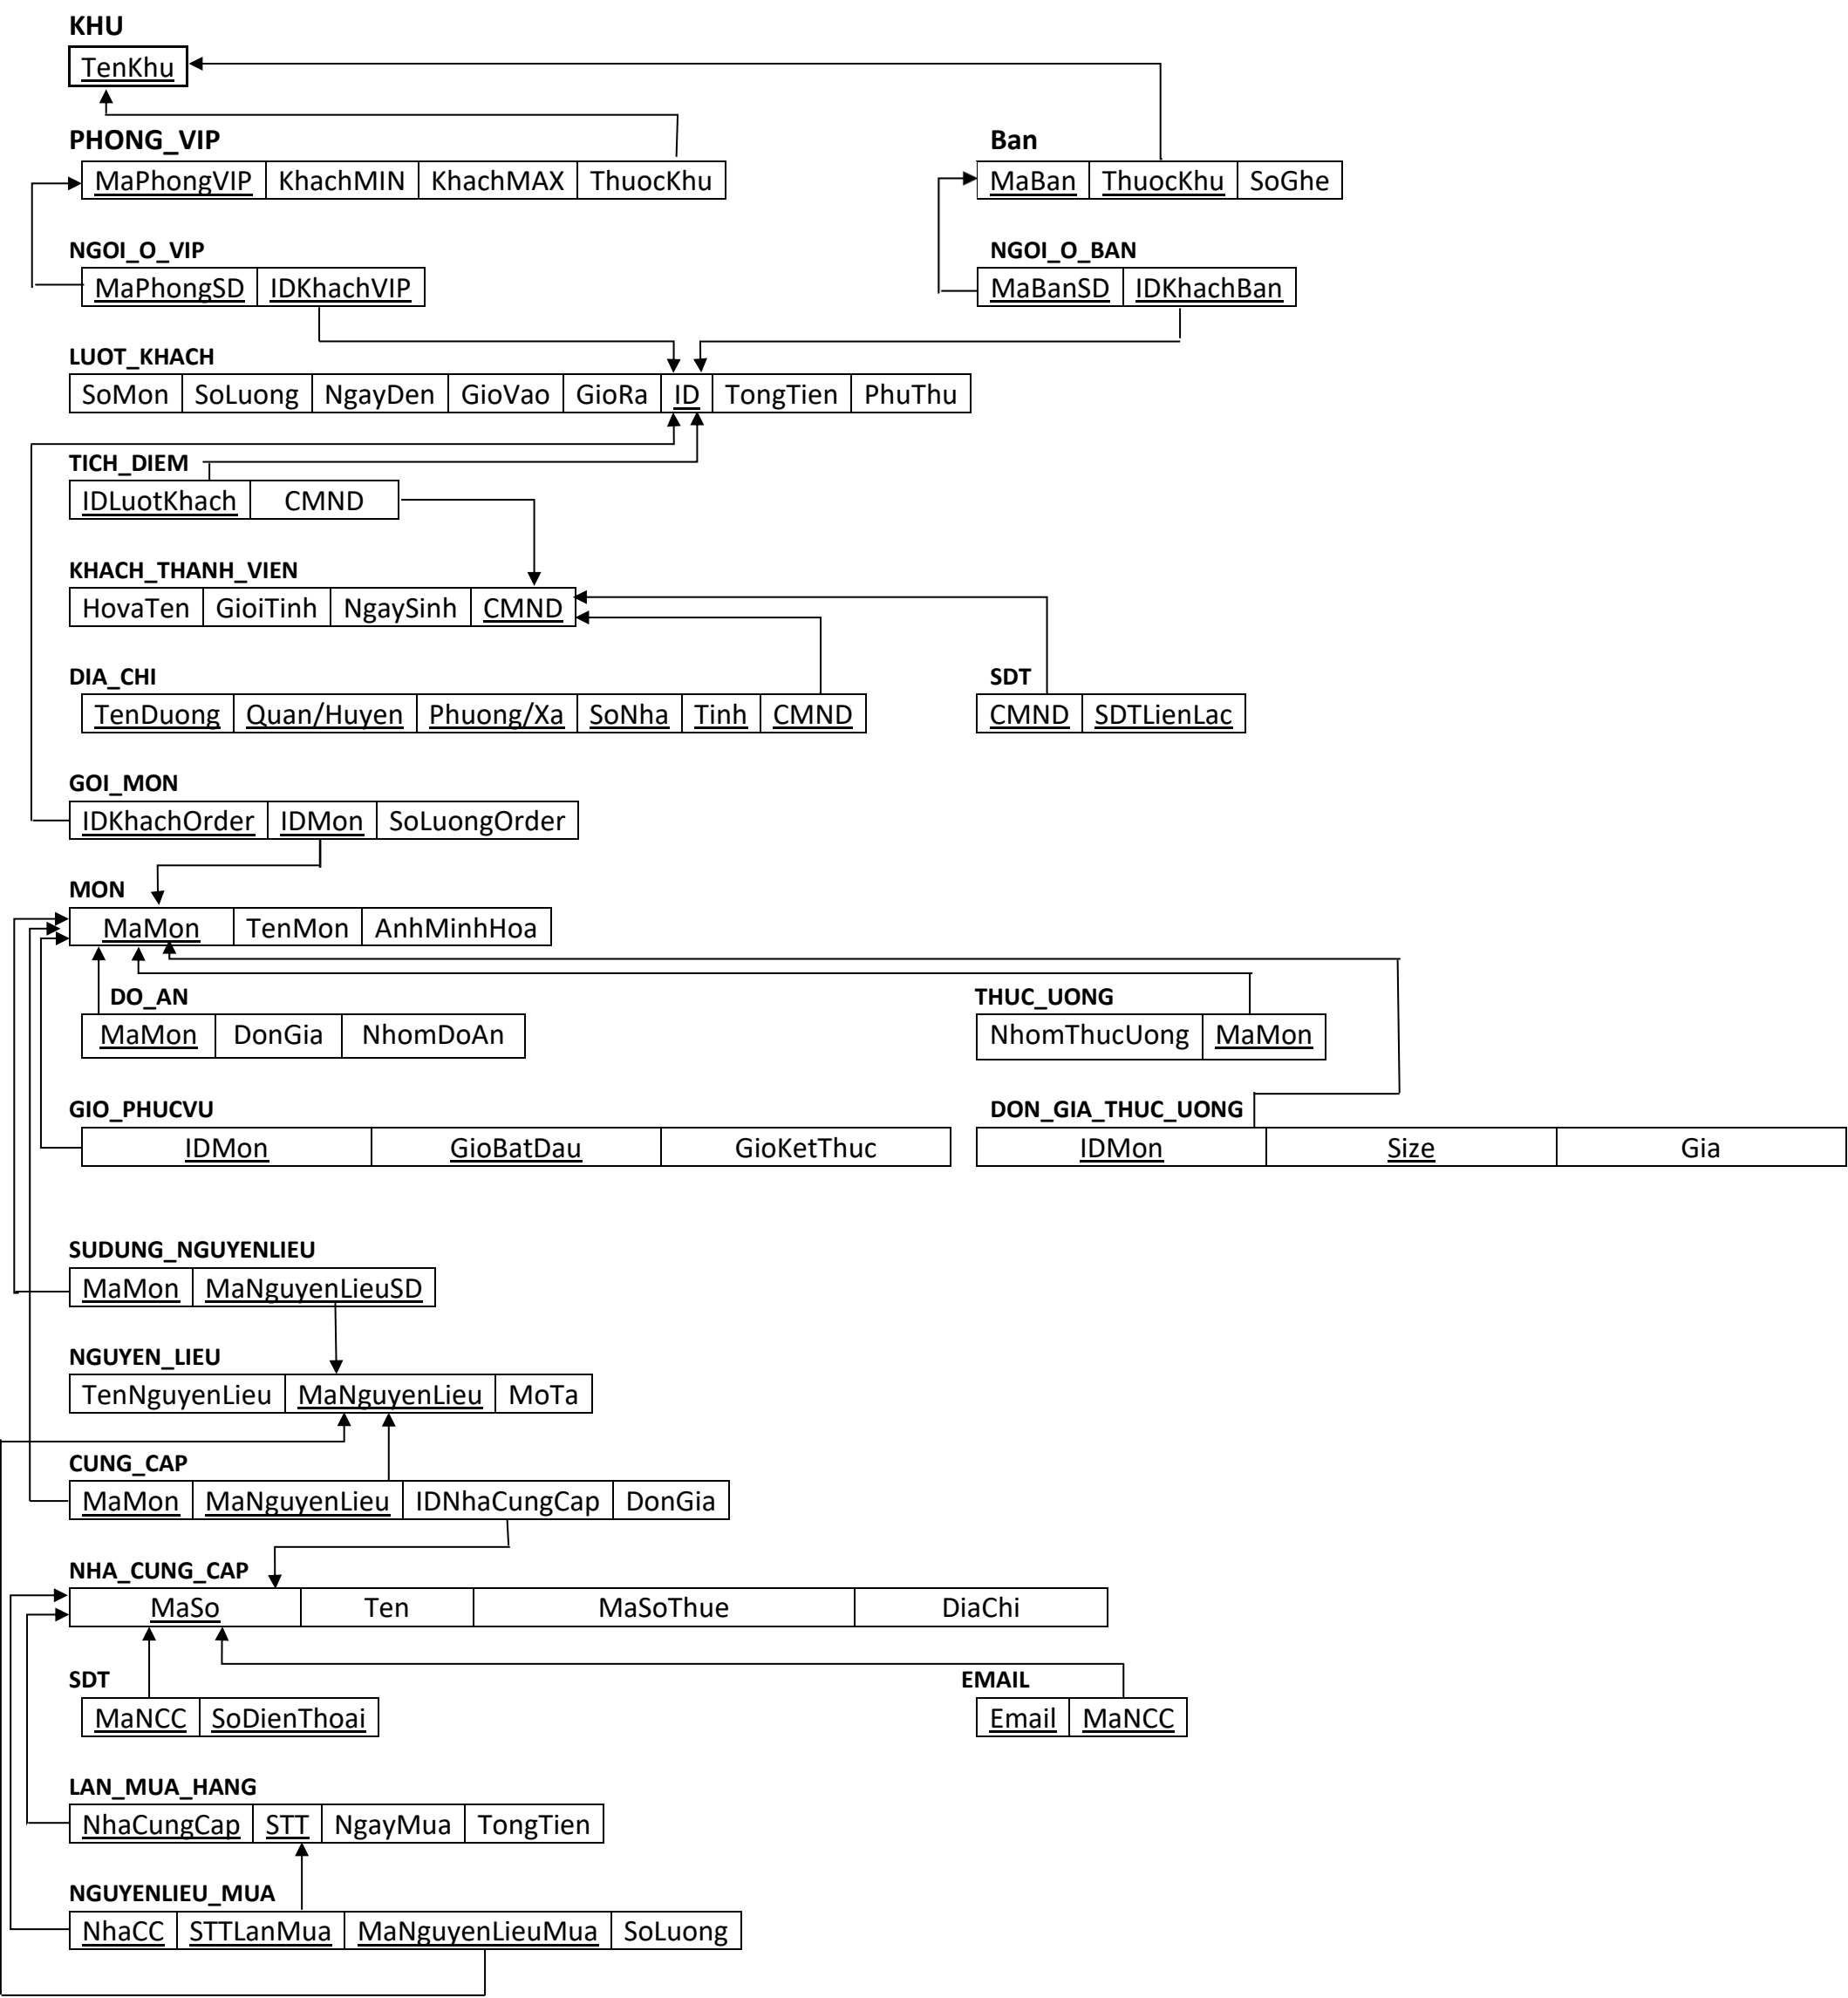 KHU
TenKhu
PHONG_VIP Ban
MaPhongVIP KhachMIN KhachMAX ThuocKhu MaBan ThuocKhu SoGhe
NGOI_O_VIP NGOI_O_BAN
MaPhongSD IDKhachVIP MaBanSD IDKhachBan
LUOT_KHACH
SoMon SoLuong NgayDen GioVao GioRa ID TongTien PhuThu
TICH_DIEM
IDLuotKhach CMND
KHACH_THANH_VIEN
HovaTen GioiTinh NgaySinh CMND
DIA_CHI SDT
TenDuong Quan/Huyen Phuong/Xa SoNha Tinh CMND CMND SDTLienLac
GOI_MON
IDKhachOrder IDMon SoLuongOrder
MON
MaMon TenMon AnhMinhHoa
DO_AN THUC_UONG
MaMon DonGia NhomDoAn NhomThucUong MaMon
GIO_PHUCVU DON_GIA_THUC_UONG
IDMon GioBatDau GioKetThuc IDMon Size Gia
SUDUNG_NGUYENLIEU
MaMon MaNguyenLieuSD
NGUYEN_LIEU
TenNguyenLieu MaNguyenLieu MoTa
CUNG_CAP
MaMon MaNguyenLieu IDNhaCungCap DonGia
NHA_CUNG_CAP
MaSo Ten MaSoThue DiaChi
SDT EMAIL
MaNCC SoDienThoai Email MaNCC
LAN_MUA_HANG
NhaCungCap STT NgayMua TongTien
NGUYENLIEU_MUA
NhaCC STTLanMua MaNguyenLieuMua SoLuong